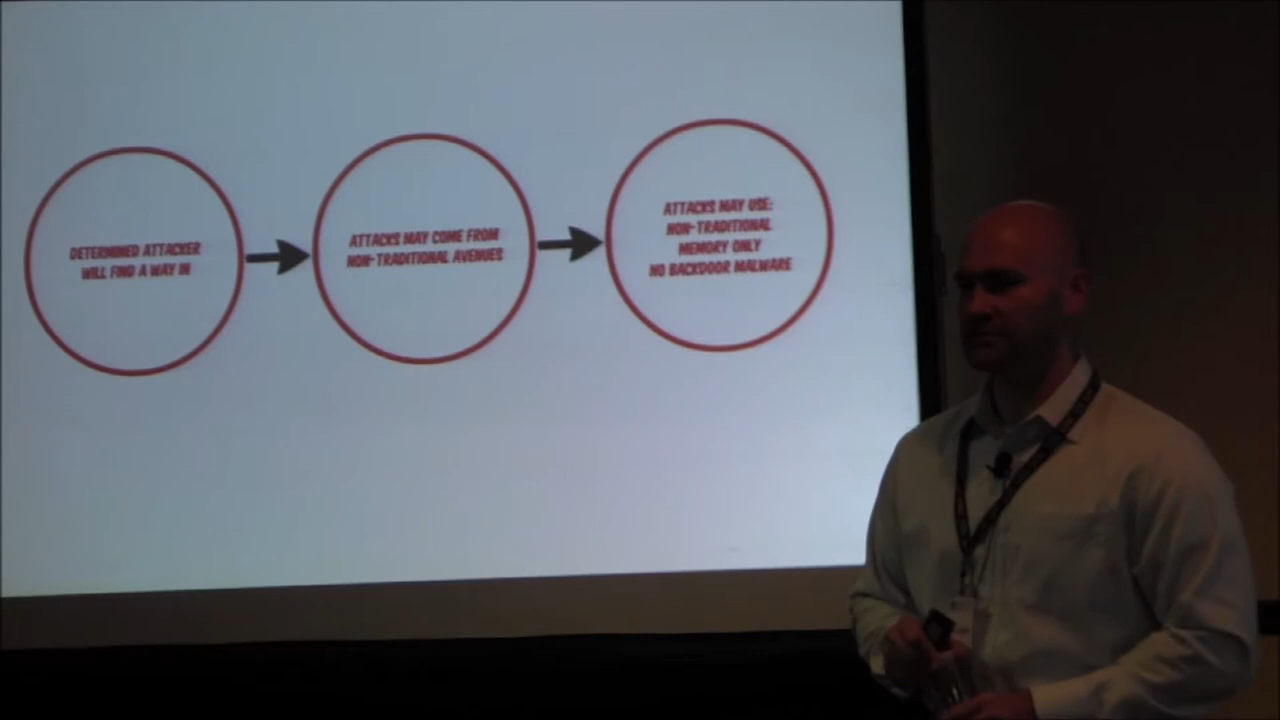 DETERMINED ATTACKER
WILL FIND A WAY IN
ATTACKS MAY COME FROM
NON-TRADITIONAL AVENUES
ATTACKS MAY USE:
NON-TRADITIONAL
MEMORY ONLY
NO BACKDOOR MALWARE